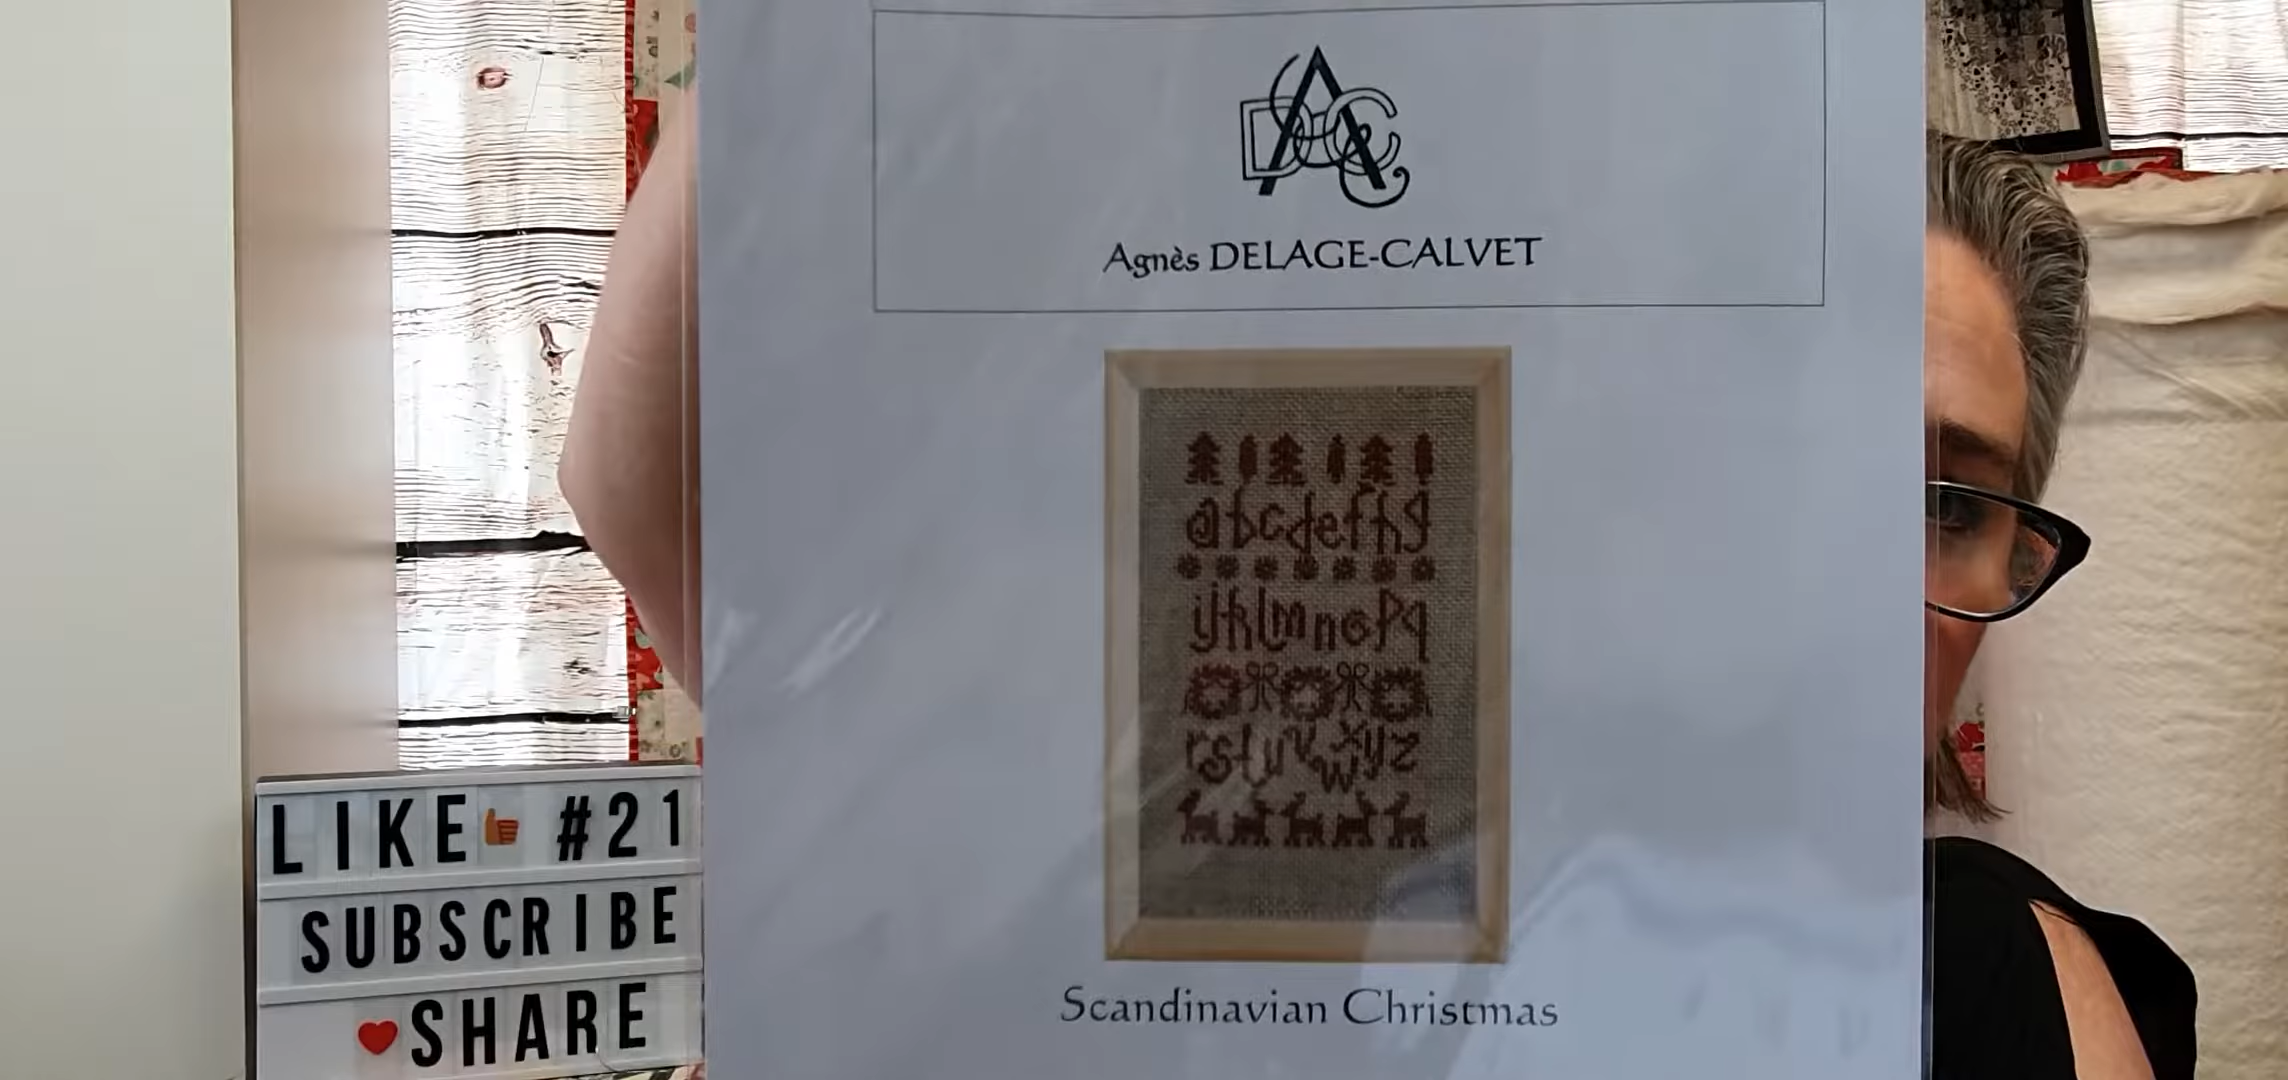 Agnès DELAGE-CALVET
abcdefhg
ijklmnopq
rstuvwxyz
Scandinavian Christmas
LIKE👍 #21
SUBSCRIBE
❤SHARE